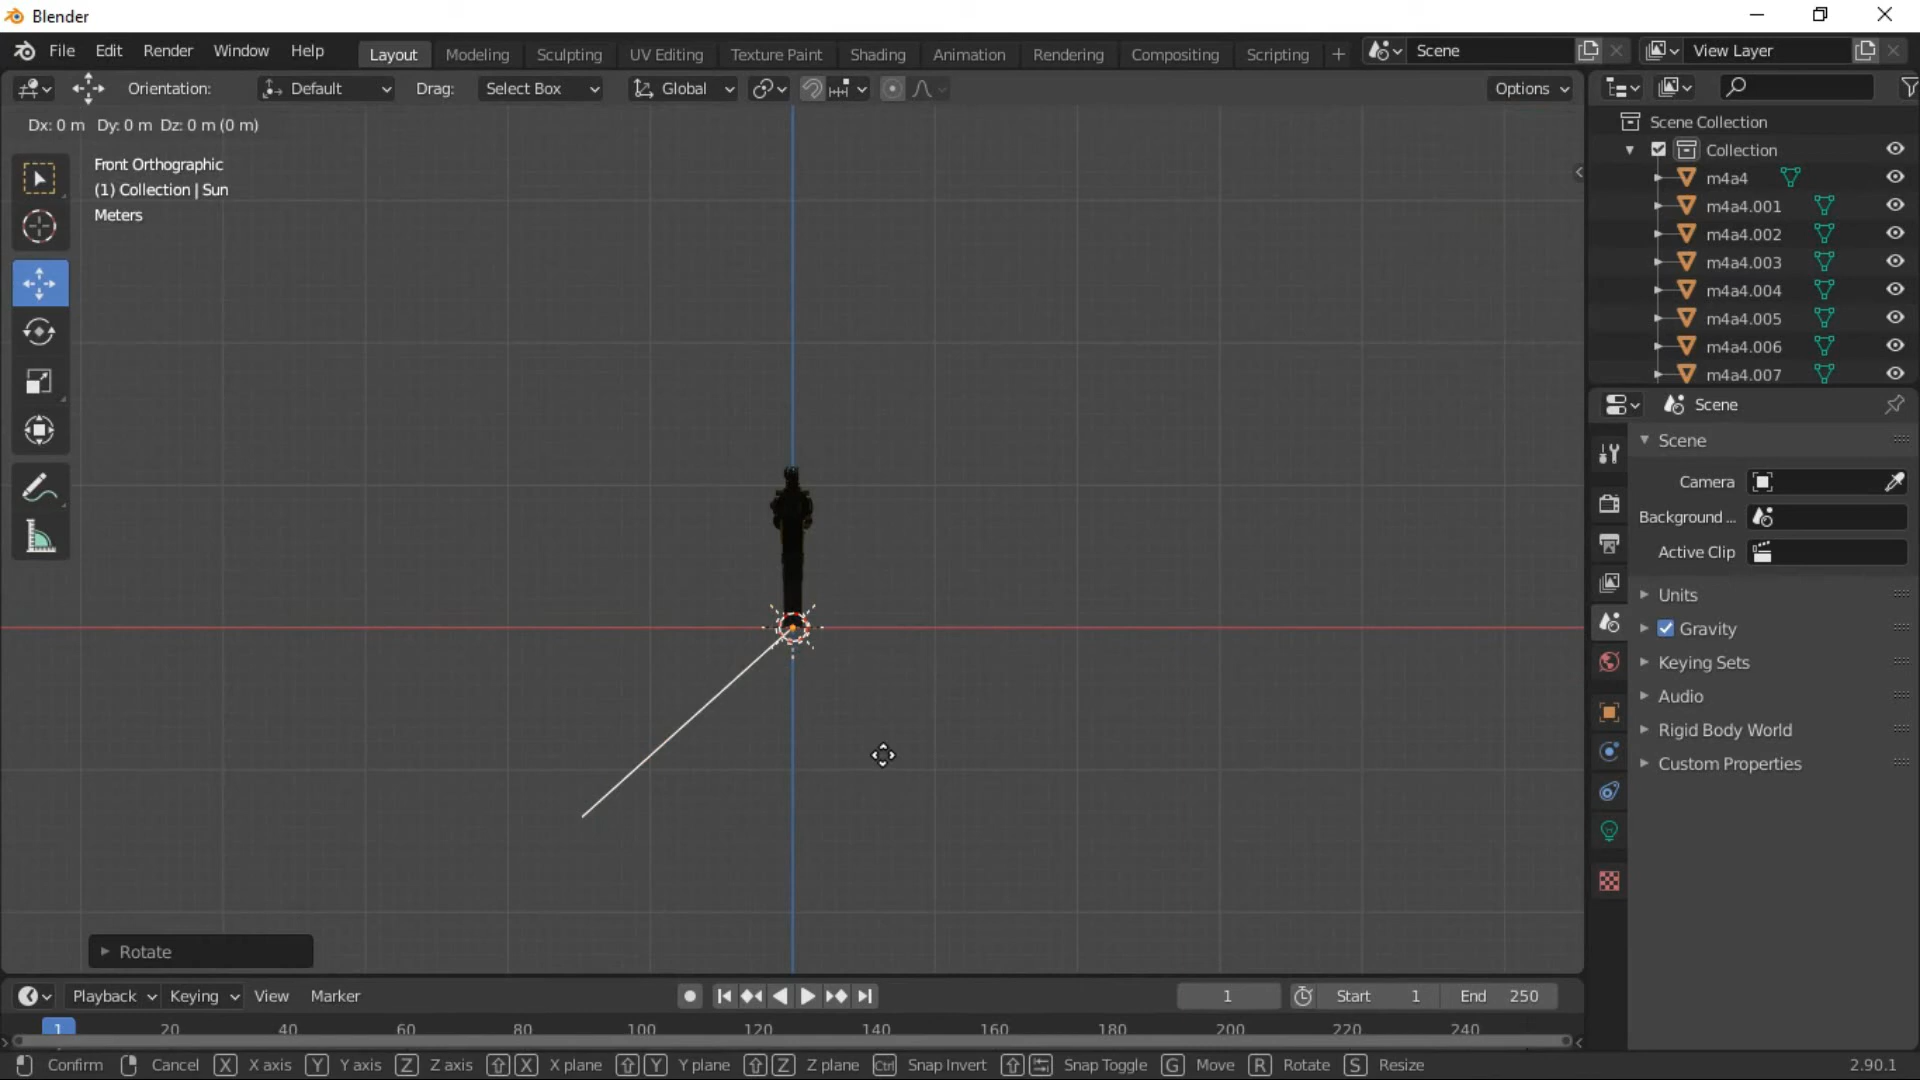 Blender
File Edit Render Window Help Layout Modeling Sculpting UV Editing Texture Paint Shading Animation Rendering Compositing Scripting + Scene View Layer
Orientation: Default Drag: Select Box Global Options
Dx: 0 m Dy: 0 m Dz: 0 m (0 m)
Front Orthographic
(1) Collection | Sun
Meters
Scene Collection
Collection
m4a4
m4a4.001
m4a4.002
m4a4.003
m4a4.004
m4a4.005
m4a4.006
m4a4.007
Scene
Scene
Camera
Background ...
Active Clip
Units
Gravity
Keying Sets
Audio
Rigid Body World
Custom Properties
Rotate
Playback Keying View Marker 1 Start 1 End 250
1 20 40 60 80 100 120 140 160 180 200 220 240
Confirm Cancel X X axis Y Y axis Z Z axis X X plane Y Y plane Z Z plane Ctrl Snap Invert Snap Toggle G Move R Rotate S Resize 2.90.1